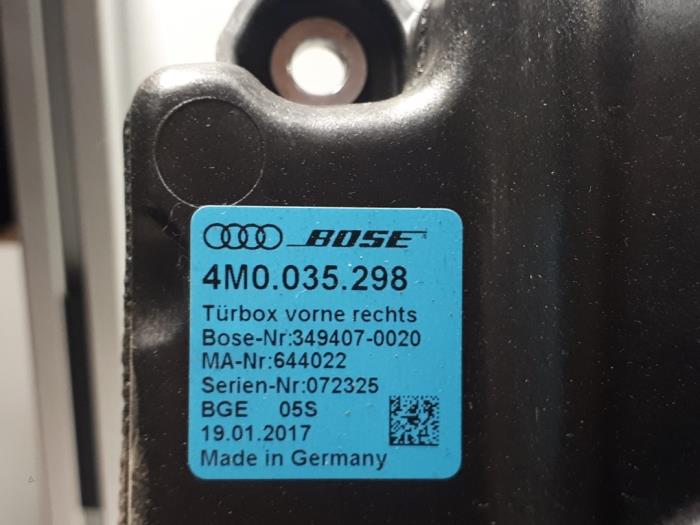 BOSE
4M0.035.298
Türbox vorne rechts
Bose-Nr:349407-0020
MA-Nr:644022
Serien-Nr:072325
BGE 05S
19.01.2017
Made in Germany